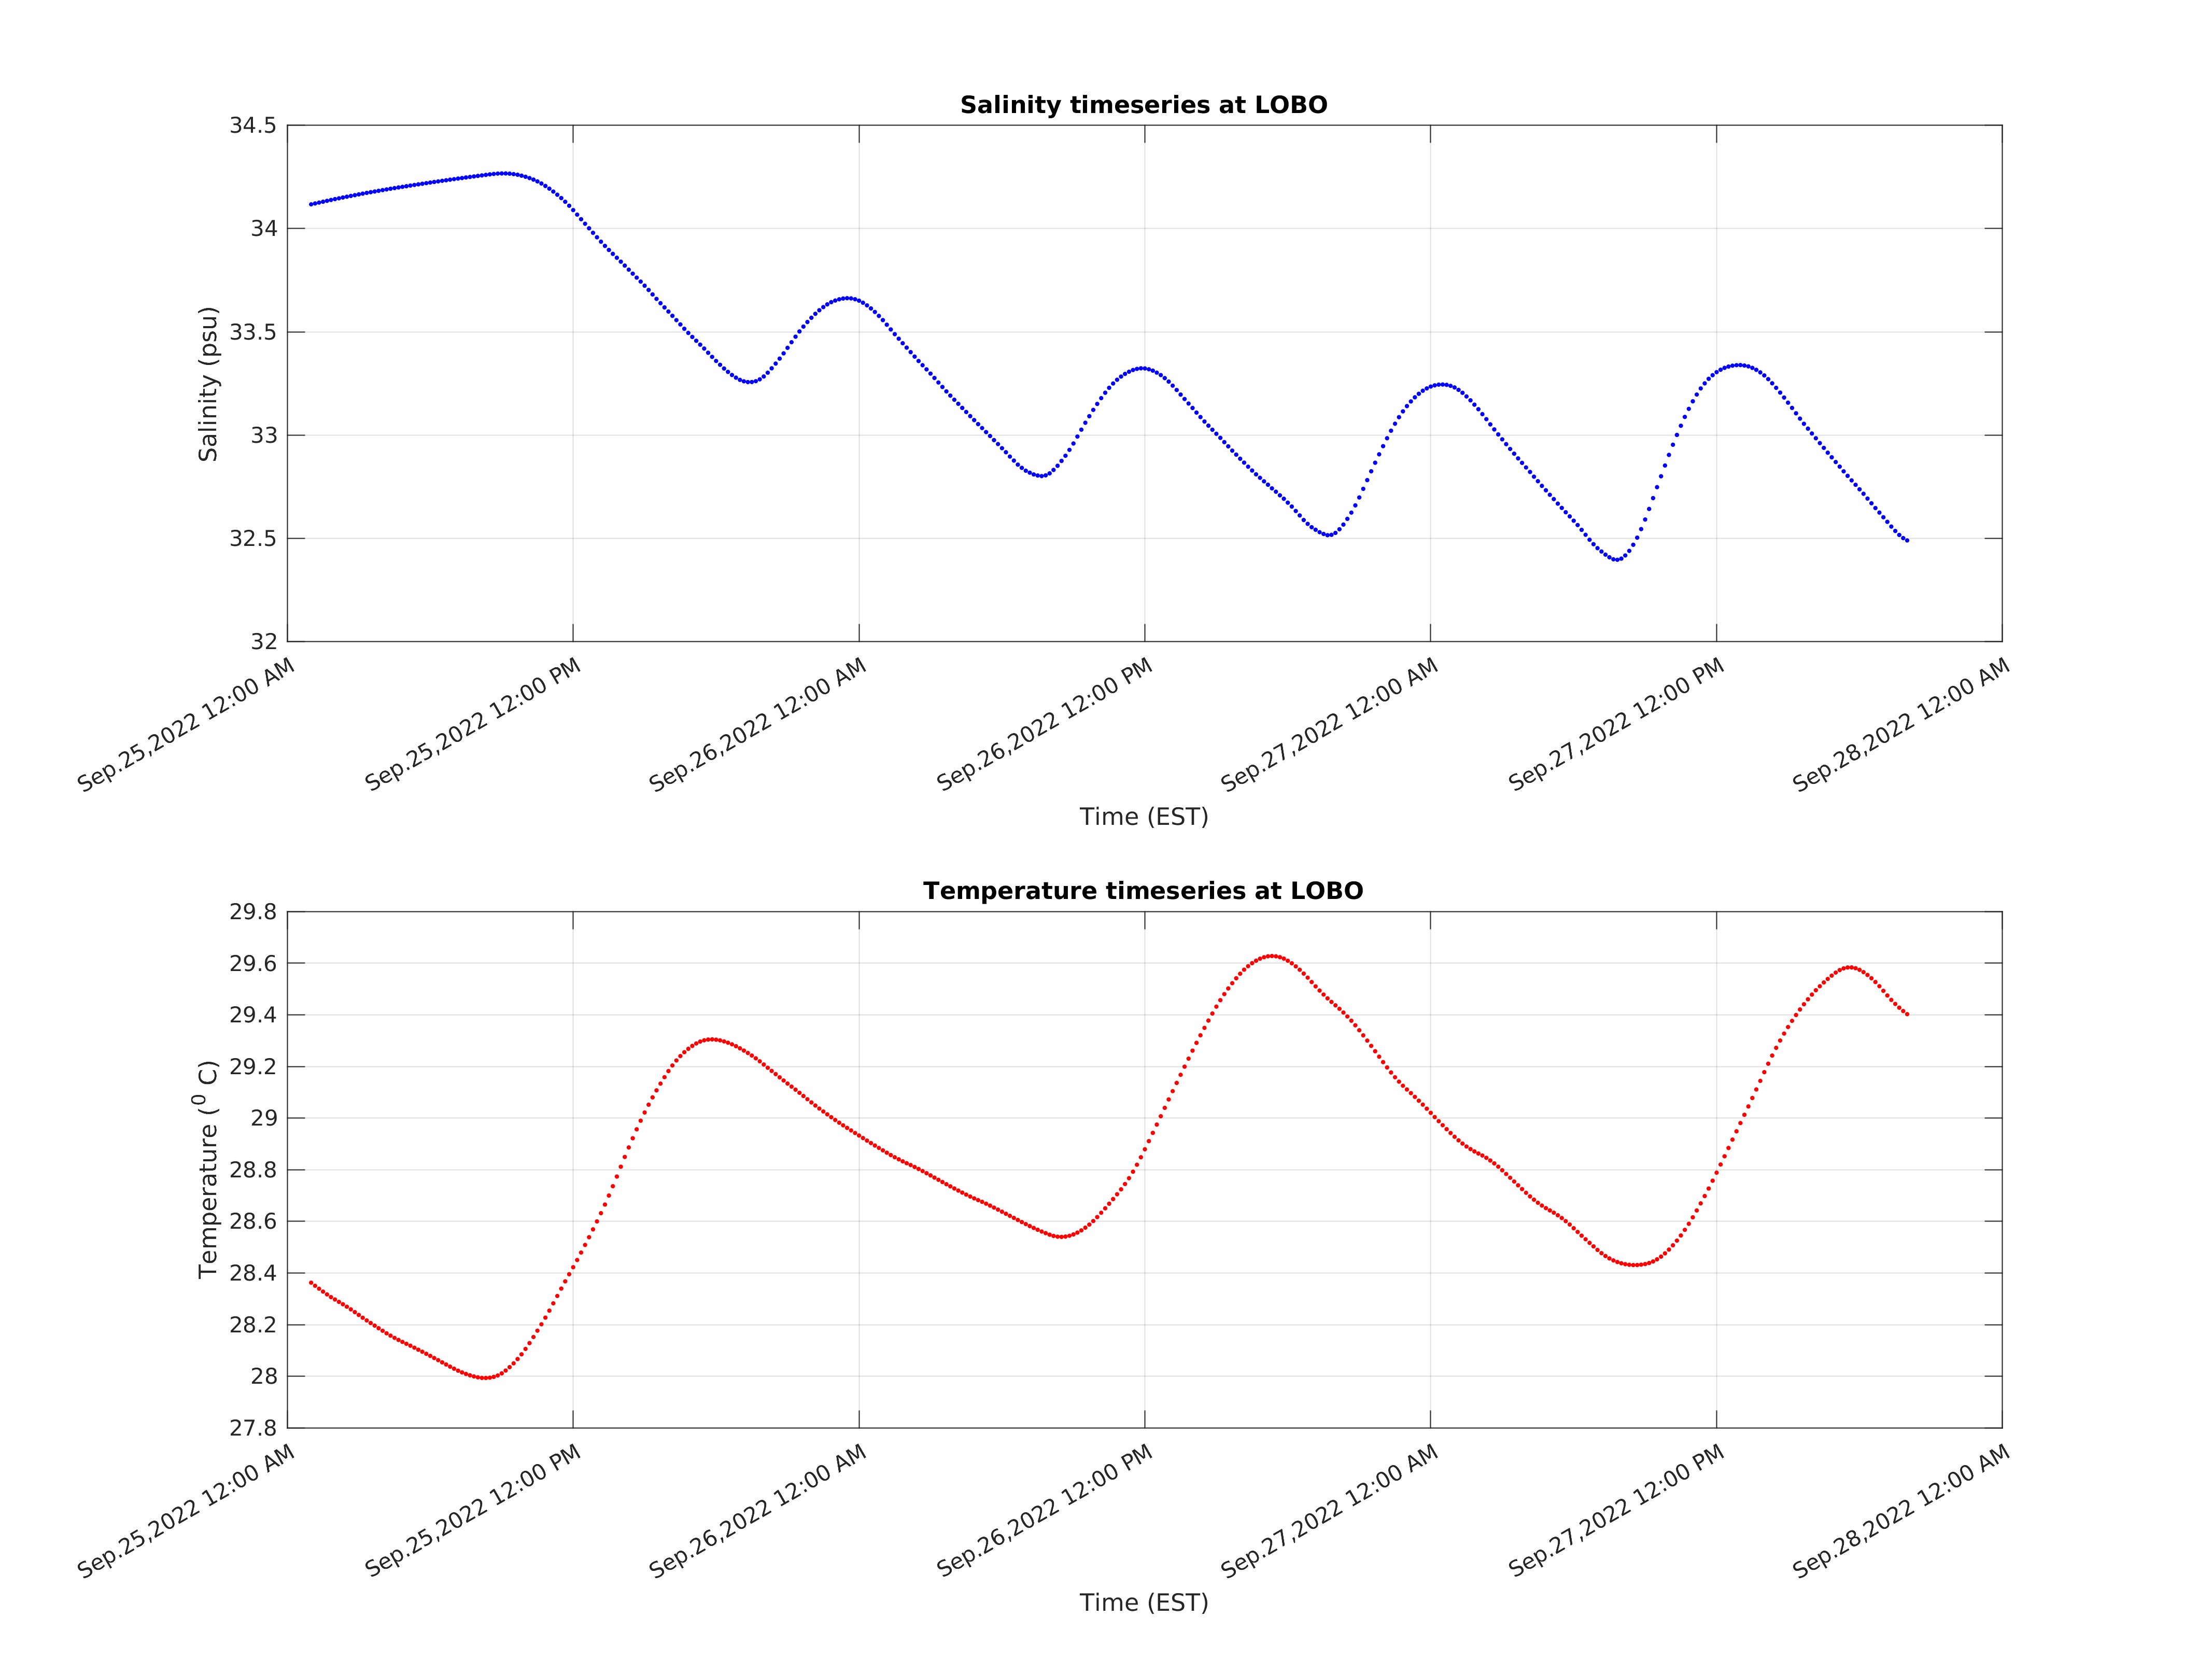 Salinity timeseries at LOBO
34.5
34
33.5
33
32.5
32
Salinity (psu)
Sep.25,2022 12:00 AM
Sep.25,2022 12:00 PM
Sep.26,2022 12:00 AM
Sep.26,2022 12:00 PM
Sep.27,2022 12:00 AM
Sep.27,2022 12:00 PM
Sep.28,2022 12:00 AM
Time (EST)
Temperature timeseries at LOBO
29.8
29.6
29.4
29.2
29
28.8
28.6
28.4
28.2
28
27.8
Temperature (⁰ C)
Sep.25,2022 12:00 AM
Sep.25,2022 12:00 PM
Sep.26,2022 12:00 AM
Sep.26,2022 12:00 PM
Sep.27,2022 12:00 AM
Sep.27,2022 12:00 PM
Sep.28,2022 12:00 AM
Time (EST)